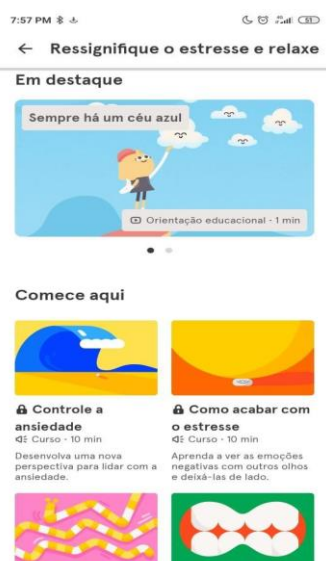 7:57 PM
51
← Ressignifique o estresse e relaxe
Em destaque
Sempre há um céu azul
Orientação educacional - 1 min
Comece aqui
Controle a
ansiedade
Curso - 10 min
Desenvolva uma nova
perspectiva para lidar com a
ansiedade.
Como acabar com
o estresse
Curso - 10 min
Aprenda a ver as emoções
negativas com outros olhos
e deixá-las de lado.